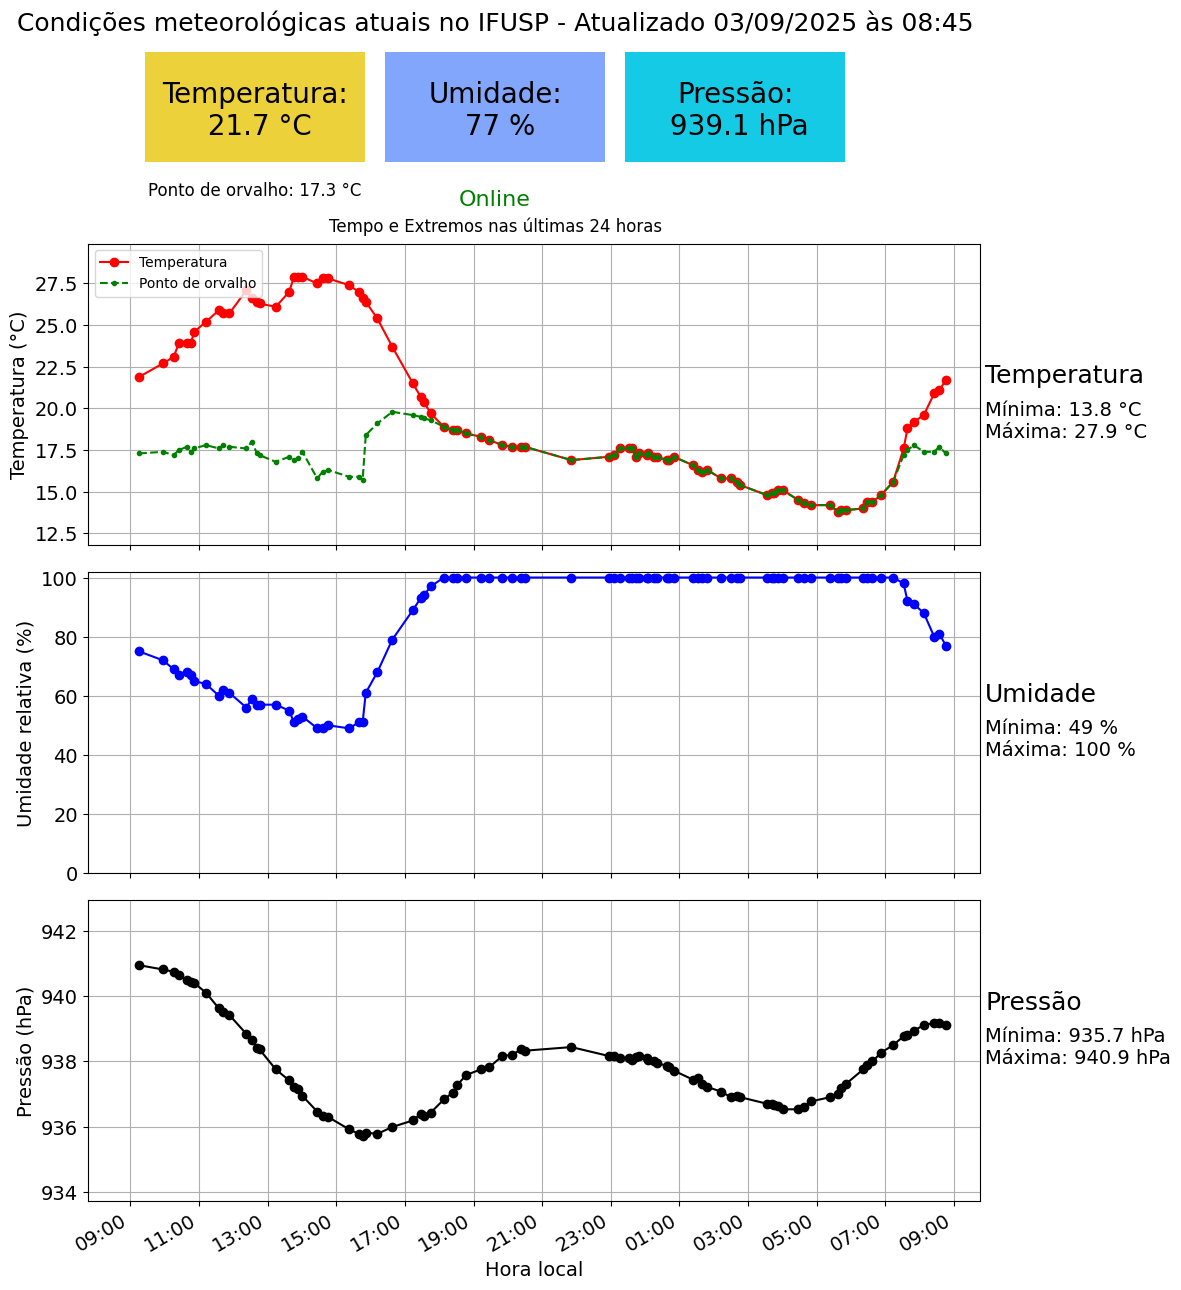 Condições meteorológicas atuais no IFUSP - Atualizado 03/09/2025 às 08:45
Temperatura:
21.7 °C
Umidade:
77 %
Pressão:
939.1 hPa
Ponto de orvalho: 17.3 °C
Online
Tempo e Extremos nas últimas 24 horas
Temperatura
Ponto de orvalho
Temperatura (°C)
27.5
25.0
22.5
20.0
17.5
15.0
12.5
Temperatura
Mínima: 13.8 °C
Máxima: 27.9 °C
Umidade relativa (%)
100
80
60
40
20
0
Umidade
Mínima: 49 %
Máxima: 100 %
Pressão (hPa)
942
940
938
936
934
Pressão
Mínima: 935.7 hPa
Máxima: 940.9 hPa
09:00
11:00
13:00
15:00
17:00
19:00
21:00
23:00
01:00
03:00
05:00
07:00
09:00
Hora local